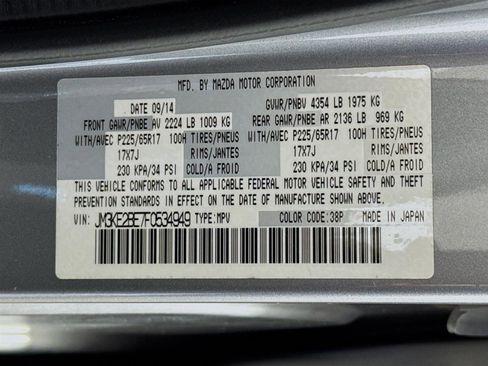 MFD. BY MAZDA MOTOR CORPORATION
DATE 09/14 GVWR/PNBV 4354 LB 1975 KG
FRONT GAWR/PNBE AV 2224 LB 1009 KG REAR GAWR/PNBE AR 2136 LB 969 KG
WITH/AVEC P225/65R17 100H TIRES/PNEUS WITH/AVEC P225/65R17 100H TIRES/PNEUS
17X7J RIMS/JANTES 17X7J RIMS/JANTES
230 KPA/34 PSI COLD/A FROID 230 KPA/34 PSI COLD/A FROID
THIS VEHICLE CONFORMS TO ALL APPLICABLE FEDERAL MOTOR VEHICLE SAFETY AND THEFT
PREVENTION STANDARDS IN EFFECT ON THE DATE OF MANUFACTURE SHOWN ABOVE.
JM3KE2BE7F0534949 TYPE: MPV COLOR CODE: 38P MADE IN JAPAN